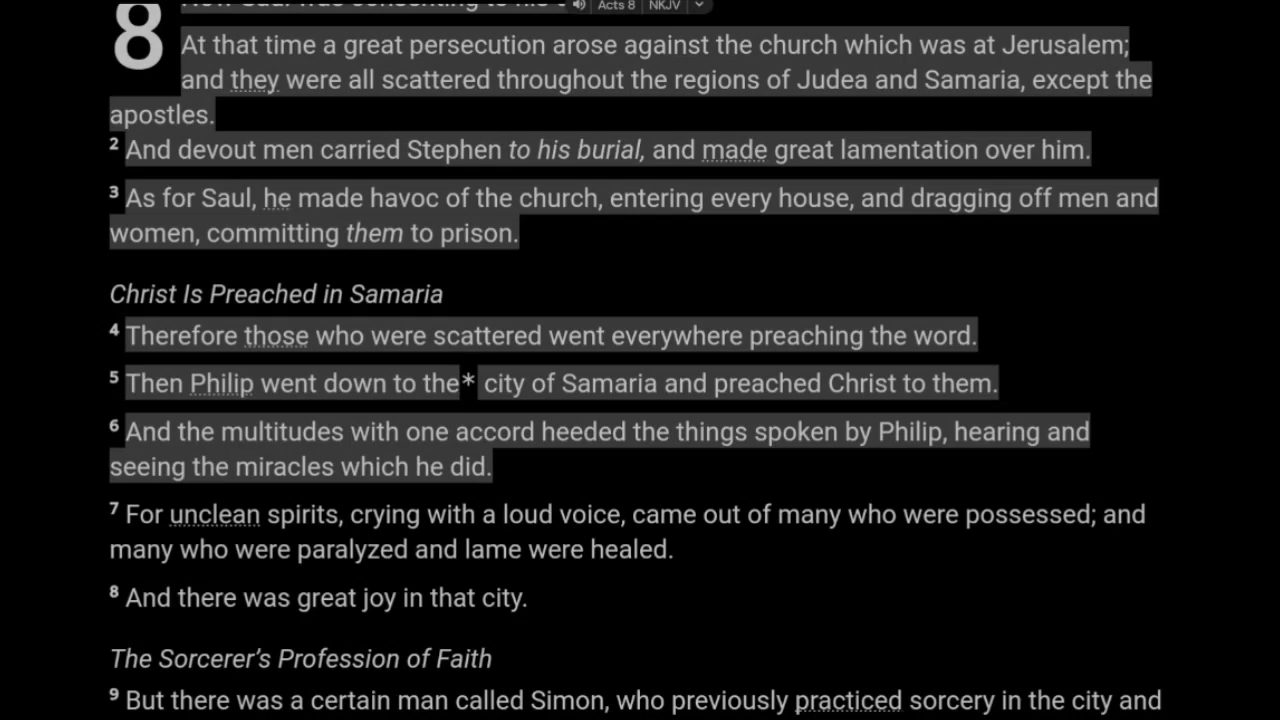 Acts 8 NKJV
8
At that time a great persecution arose against the church which was at Jerusalem;
and they were all scattered throughout the regions of Judea and Samaria, except the
apostles.
2 And devout men carried Stephen to his burial, and made great lamentation over him.
3 As for Saul, he made havoc of the church, entering every house, and dragging off men and
women, committing them to prison.
Christ Is Preached in Samaria
4 Therefore those who were scattered went everywhere preaching the word.
5 Then Philip went down to the* city of Samaria and preached Christ to them.
6 And the multitudes with one accord heeded the things spoken by Philip, hearing and
seeing the miracles which he did.
7 For unclean spirits, crying with a loud voice, came out of many who were possessed; and
many who were paralyzed and lame were healed.
8 And there was great joy in that city.
The Sorcerer’s Profession of Faith
9 But there was a certain man called Simon, who previously practiced sorcery in the city and